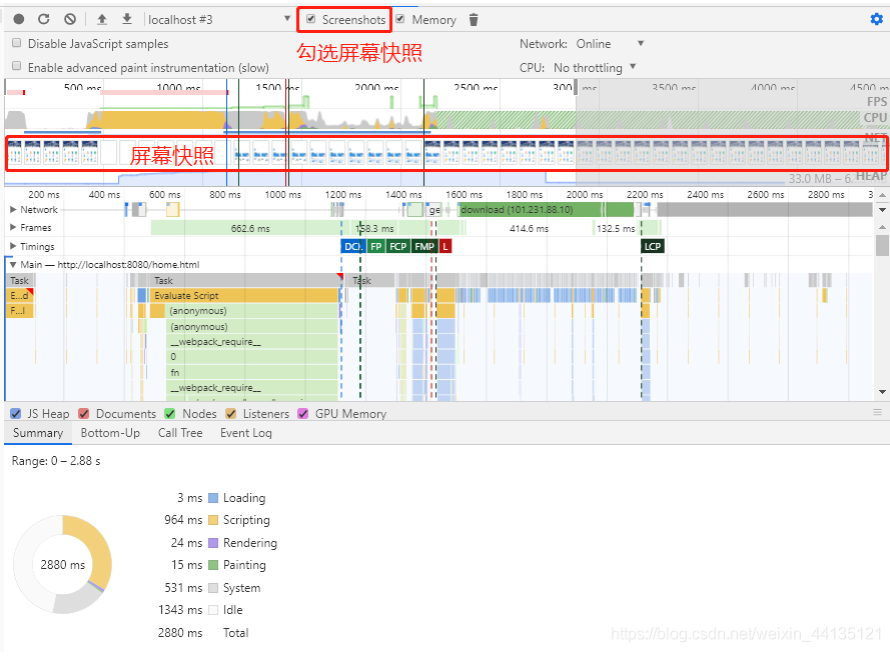 localhost #3 Screenshots Memory
Disable JavaScript samples Network: Online
勾选屏幕快照
Enable advanced paint instrumentation (slow) CPU: No throttling
500 ms 1000 ms 1500 ms 2000 ms 2500 ms 300 ms 3500 ms 4000 ms 4500 m
FPS
CPU
NET
屏幕快照
33.0 MB – 6. HEAP
200 ms 400 ms 600 ms 800 ms 1000 ms 1200 ms 1400 ms 1600 ms 1800 ms 2000 ms 2200 ms 2400 ms 2600 ms 2800 ms 3
Network ge download (101.231.88.10)
Frames 662.6 ms 158.3 ms 414.6 ms 132.5 ms
Timings DCL FP FCP FMP L LCP
Main — http://localhost:8080/home.html
Task Task Task
E...d Evaluate Script
F...l (anonymous)
(anonymous)
__webpack_require__
0
fn
__webpack_require__
JS Heap Documents Nodes Listeners GPU Memory
Summary Bottom-Up Call Tree Event Log
Range: 0 – 2.88 s
3 ms Loading
964 ms Scripting
24 ms Rendering
2880 ms 15 ms Painting
531 ms System
1343 ms Idle
2880 ms Total
https://blog.csdn.net/weixin_44135121